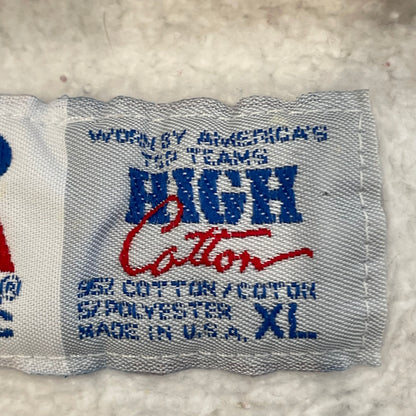 WORN BY AMERICA'S
TOP TEAMS
HIGH
Cotton
95% COTTON/COTON
5% POLYESTER
MADE IN U.S.A. XL
®
C